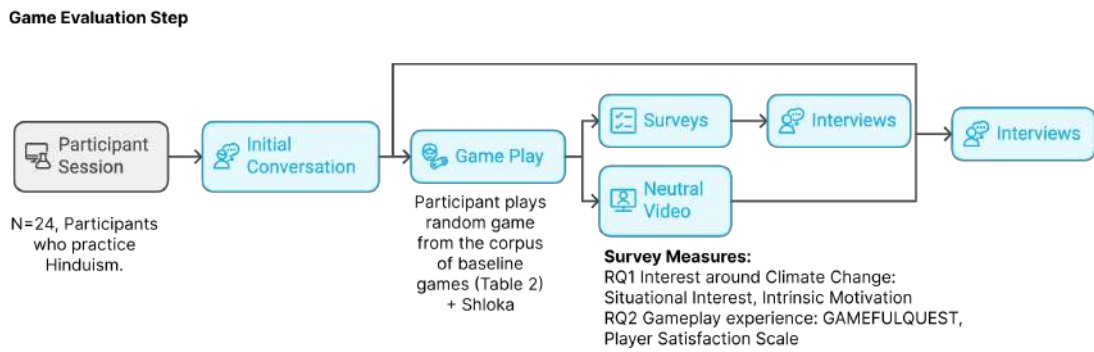 Game Evaluation Step
Participant
Session
Initial
Conversation
Game Play
Surveys
Interviews
Neutral
Video
Interviews
N=24, Participants
who practice
Hinduism.
Participant plays
random game
from the corpus
of baseline
games (Table 2)
+ Shloka
Survey Measures:
RQ1 Interest around Climate Change:
Situational Interest, Intrinsic Motivation
RQ2 Gameplay experience: GAMEFULQUEST,
Player Satisfaction Scale